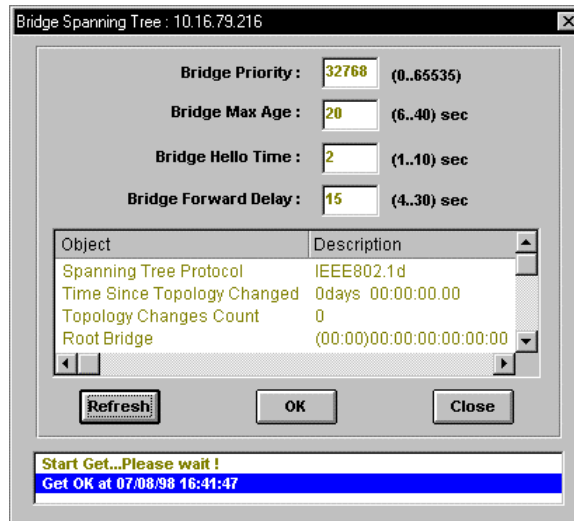 Bridge Spanning Tree : 10.16.79.216
Bridge Priority : 32768 (0..65535)
Bridge Max Age : 20 (6..40) sec
Bridge Hello Time : 2 (1..10) sec
Bridge Forward Delay : 15 (4..30) sec
Object Description
Spanning Tree Protocol IEEE802.1d
Time Since Topology Changed 0days 00:00:00.00
Topology Changes Count 0
Root Bridge (00:00)00:00:00:00:00:00
Refresh OK Close
Start Get...Please wait !
Get OK at 07/08/98 16:41:47